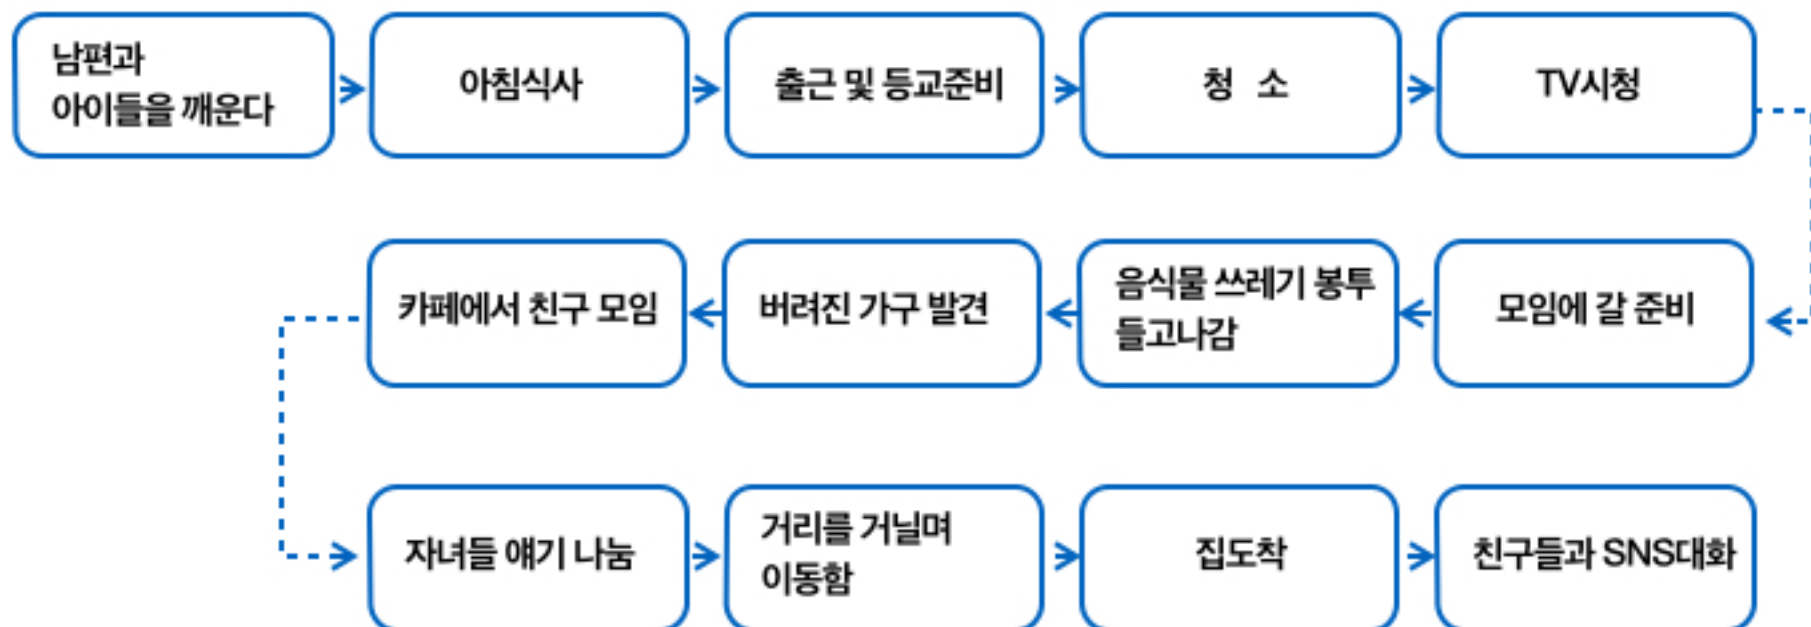 남편과
아이들을 깨운다
아침식사
출근 및 등교준비
청 소
TV시청
모임에 갈 준비
음식물 쓰레기 봉투
들고나감
버려진 가구 발견
카페에서 친구 모임
자녀들 얘기 나눔
거리를 거닐며
이동함
집도착
친구들과 SNS대화